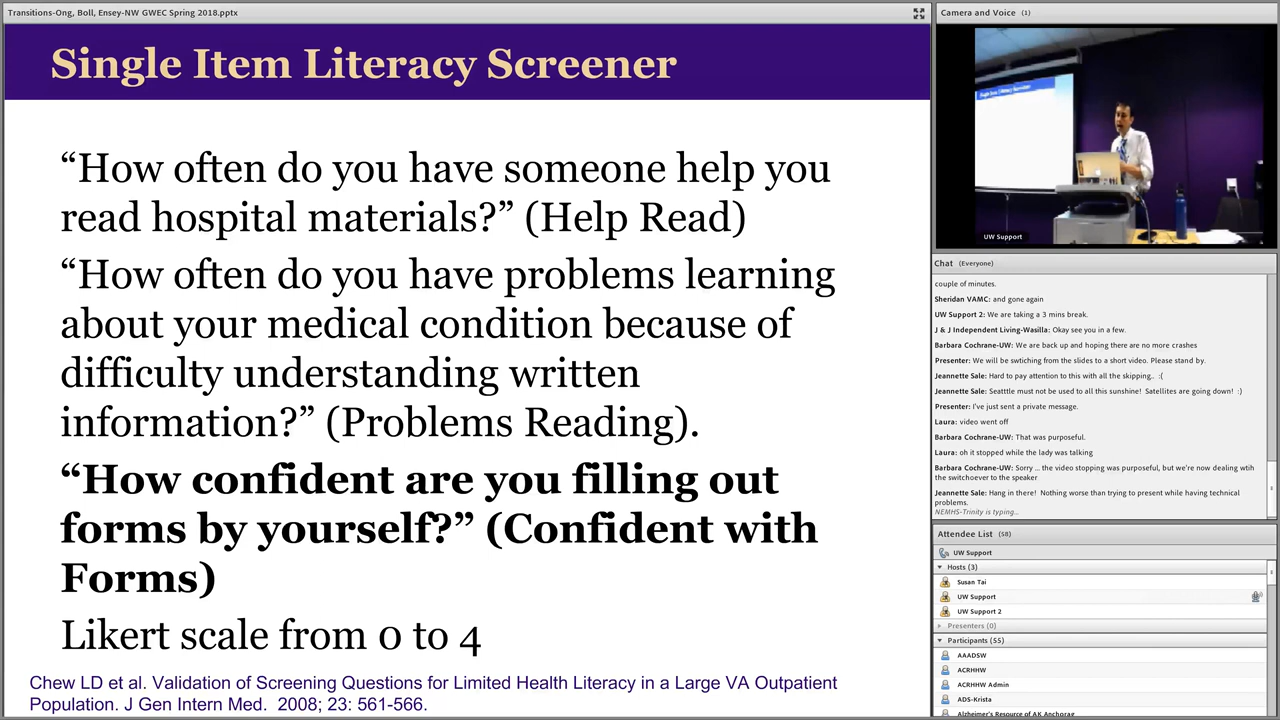 Transitions-Ong, Boll, Ensey-NW GWEC Spring 2018.pptx
Single Item Literacy Screener
“How often do you have someone help you
read hospital materials?” (Help Read)
“How often do you have problems learning
about your medical condition because of
difficulty understanding written
information?” (Problems Reading).
“How confident are you filling out
forms by yourself?” (Confident with
Forms)
Likert scale from 0 to 4
Chew LD et al. Validation of Screening Questions for Limited Health Literacy in a Large VA Outpatient
Population. J Gen Intern Med. 2008; 23: 561-566.
Camera and Voice (1)
Single Item Literacy Screener
UW Support
Chat (Everyone)
couple of minutes.
Sheridan VAMC: and gone again
UW Support 2: We are taking a 3 mins break.
J & J Independent Living-Wasilla: Okay see you in a few.
Barbara Cochrane-UW: We are back up and hoping there are no more crashes
Presenter: We will be swtiching from the slides to a short video. Please stand by.
Jeannette Sale: Hard to pay attention to this with all the skipping.. :(
Jeannette Sale: Seatttle must not be used to all this sunshine! Satellites are going down! :)
Presenter: I've just sent a private message.
Laura: video went off
Barbara Cochrane-UW: That was purposeful.
Laura: oh it stopped while the lady was talking
Barbara Cochrane-UW: Sorry ... the video stopping was purposeful, but we're now dealing wtih
the switchoever to the speaker
Jeannette Sale: Hang in there! Nothing worse than trying to present while having technical
problems.
NEMHS-Trinity is typing...
Attendee List (58)
UW Support
Hosts (3)
Susan Tai
UW Support
UW Support 2
Presenters (0)
Participants (55)
AAADSW
ACRHHW
ACRHHW Admin
ADS-Krista
Alzheimer's Resource of AK Anchorag